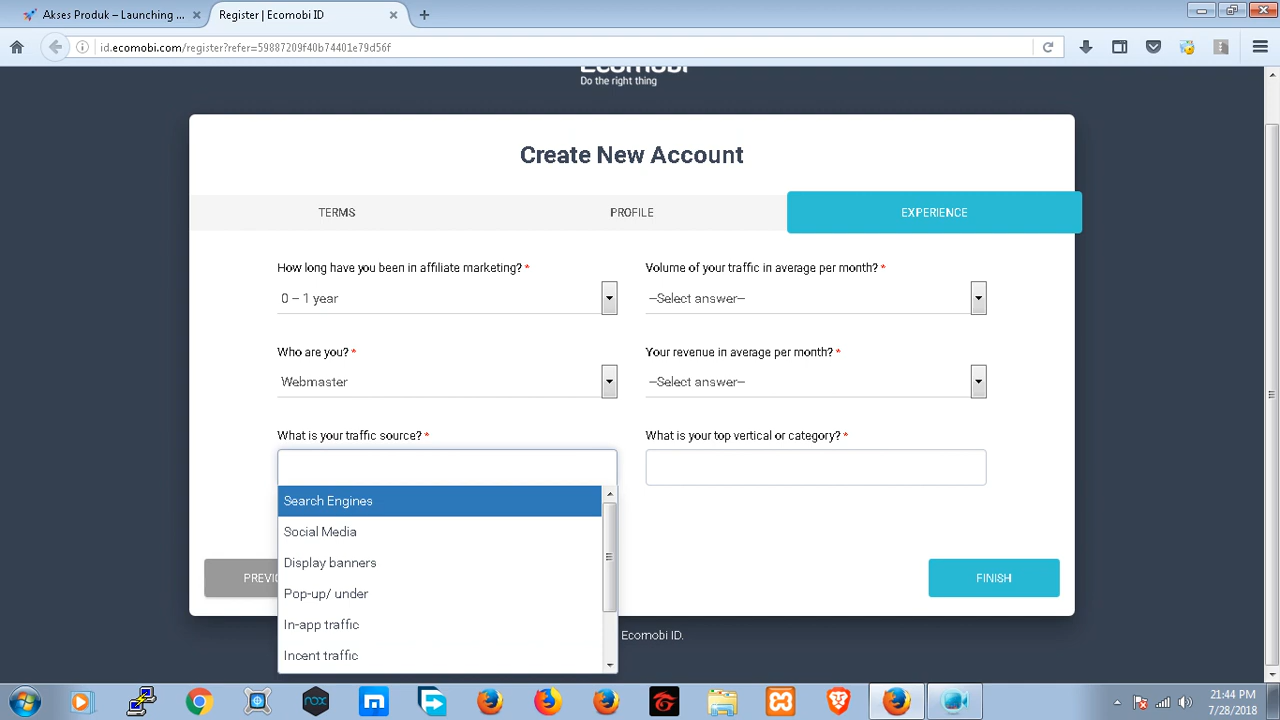 Akses Produk – Launching ...
Register | Ecomobi ID
id.ecomobi.com/register?refer=59887209f40b74401e79d56f
Ecomobi
Do the right thing
Create New Account
TERMS
PROFILE
EXPERIENCE
How long have you been in affiliate marketing? *
Volume of your traffic in average per month? *
0 – 1 year
--Select answer--
Who are you? *
Your revenue in average per month? *
Webmaster
--Select answer--
What is your traffic source? *
What is your top vertical or category? *
Search Engines
Social Media
Display banners
Pop-up/ under
In-app traffic
Incent traffic
PREVIO
FINISH
Ecomobi ID.
nox
21:44 PM
7/28/2018